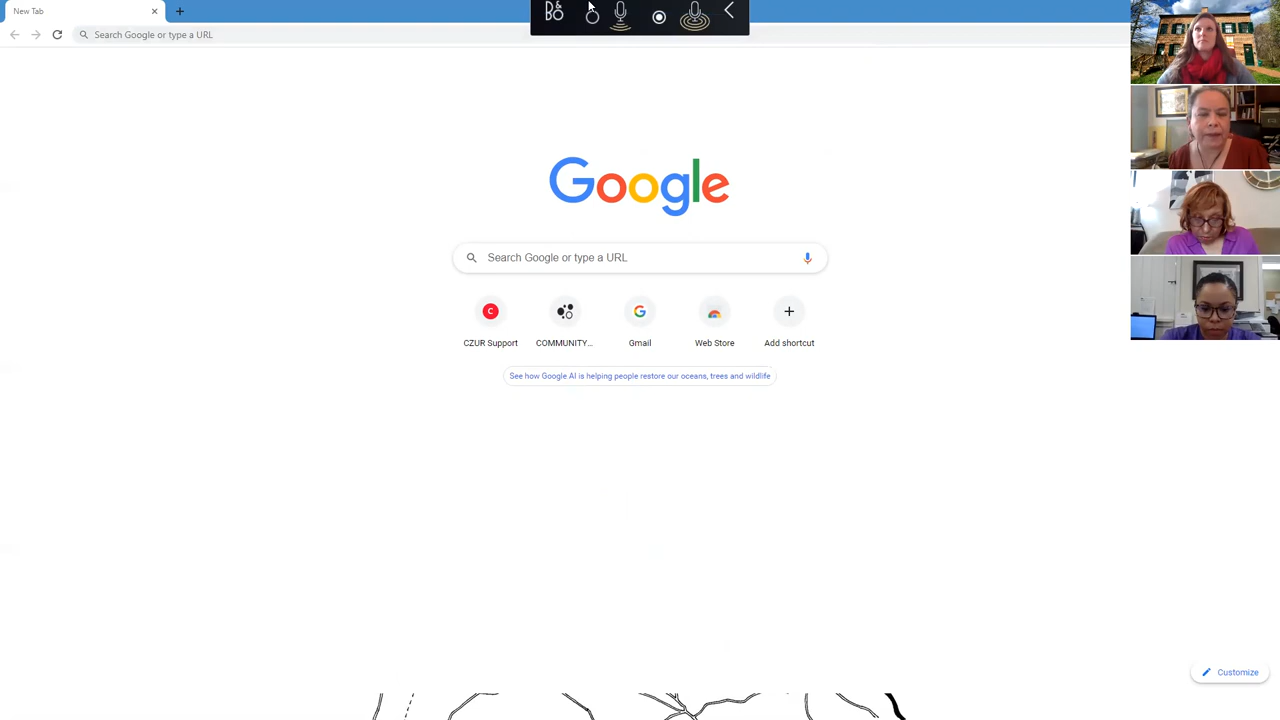 New Tab
Search Google or type a URL
Google
Search Google or type a URL
CZUR Support
COMMUNITY...
Gmail
Web Store
Add shortcut
See how Google AI is helping people restore our oceans, trees and wildlife
Customize